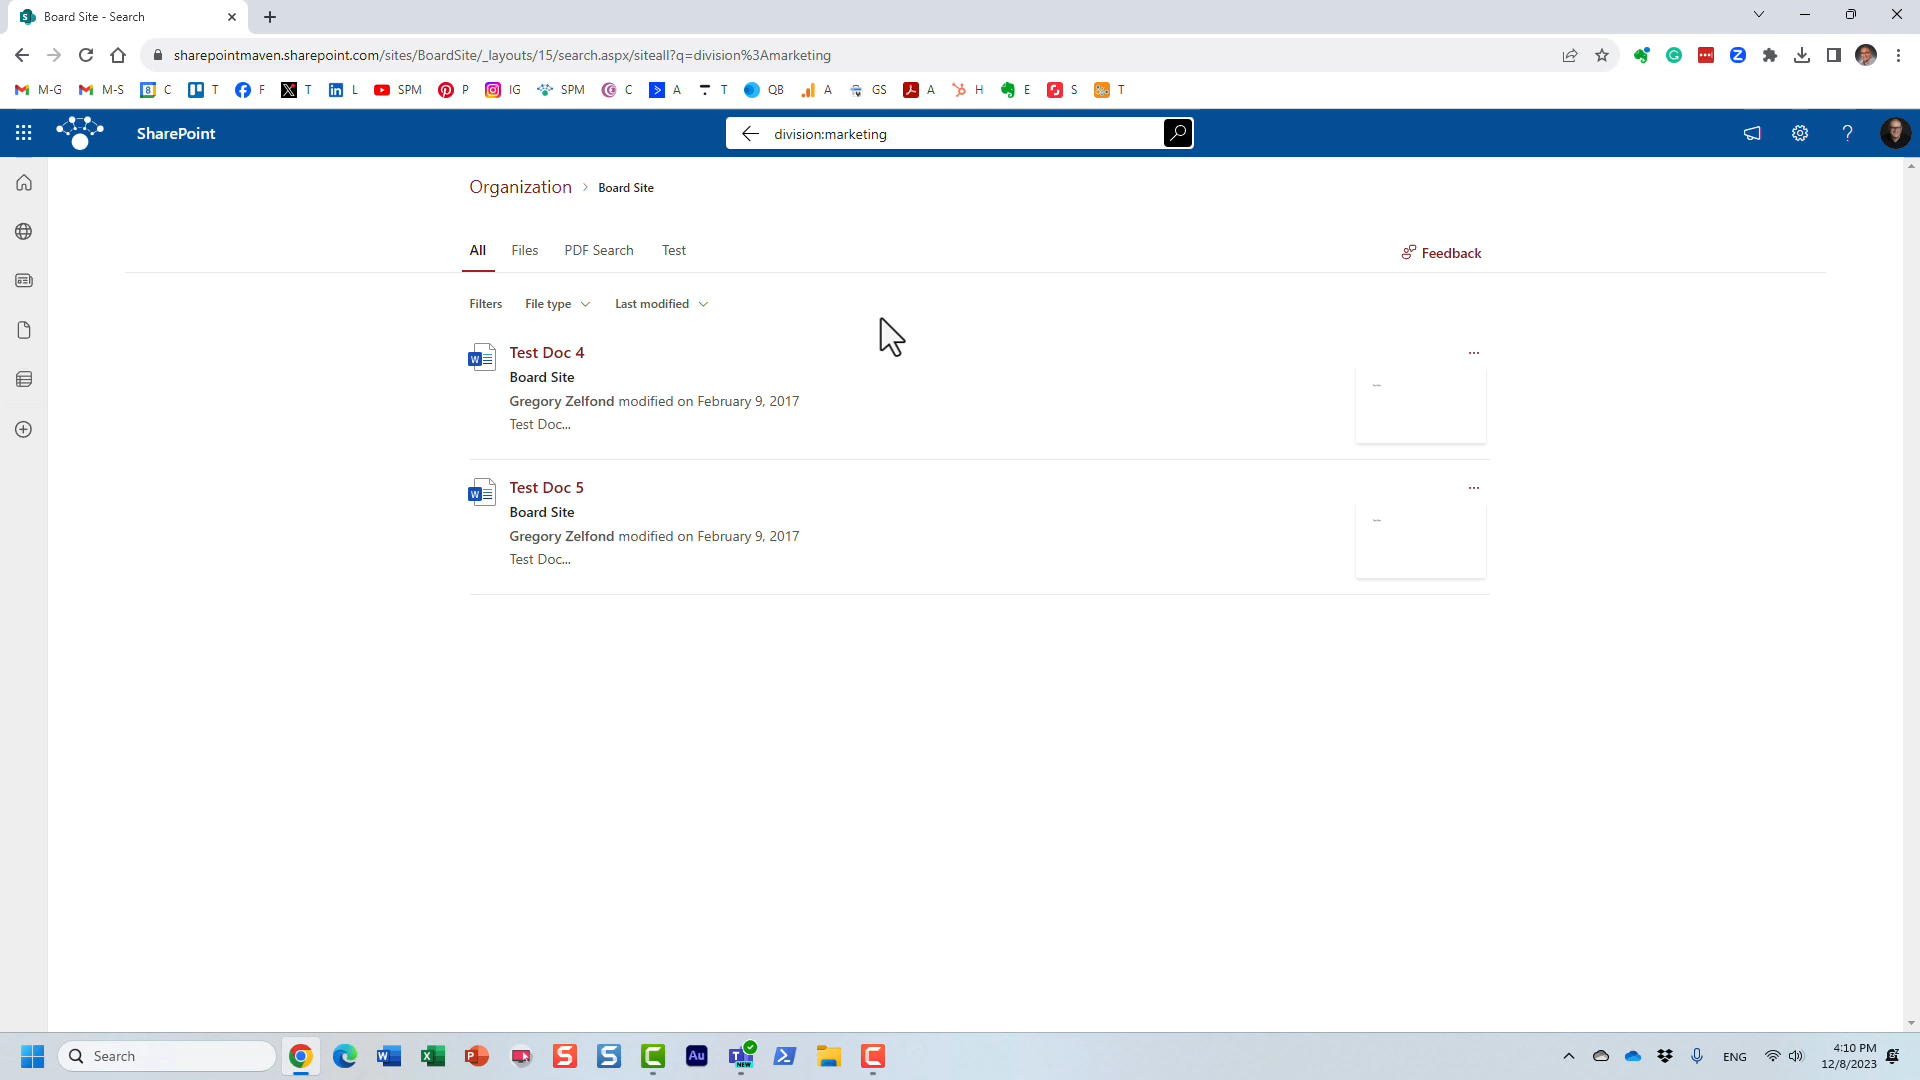 Board Site - Search
sharepointmaven.sharepoint.com/sites/BoardSite/_layouts/15/search.aspx/siteall?q=division%3Amarketing
M-G M-S C T F T L SPM P IG SPM C A T QB A GS A H E S T
SharePoint
division:marketing
Organization > Board Site
All Files PDF Search Test
Feedback
Filters File type Last modified
Test Doc 4
Board Site
Gregory Zelfond modified on February 9, 2017
Test Doc...
Test Doc 5
Board Site
Gregory Zelfond modified on February 9, 2017
Test Doc...
Search
ENG
4:10 PM
12/8/2023